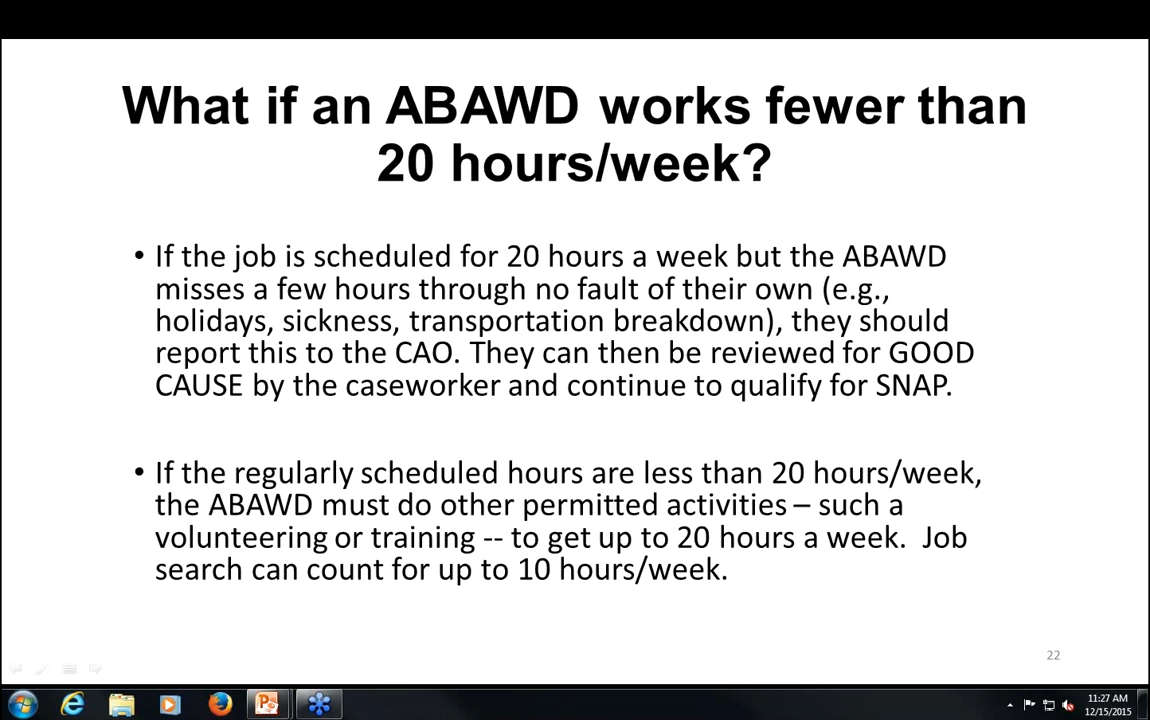 What if an ABAWD works fewer than
20 hours/week?
• If the job is scheduled for 20 hours a week but the ABAWD
misses a few hours through no fault of their own (e.g.,
holidays, sickness, transportation breakdown), they should
report this to the CAO. They can then be reviewed for GOOD
CAUSE by the caseworker and continue to qualify for SNAP.
• If the regularly scheduled hours are less than 20 hours/week,
the ABAWD must do other permitted activities – such a
volunteering or training -- to get up to 20 hours a week.  Job
search can count for up to 10 hours/week.
22
11:27 AM
12/15/2015